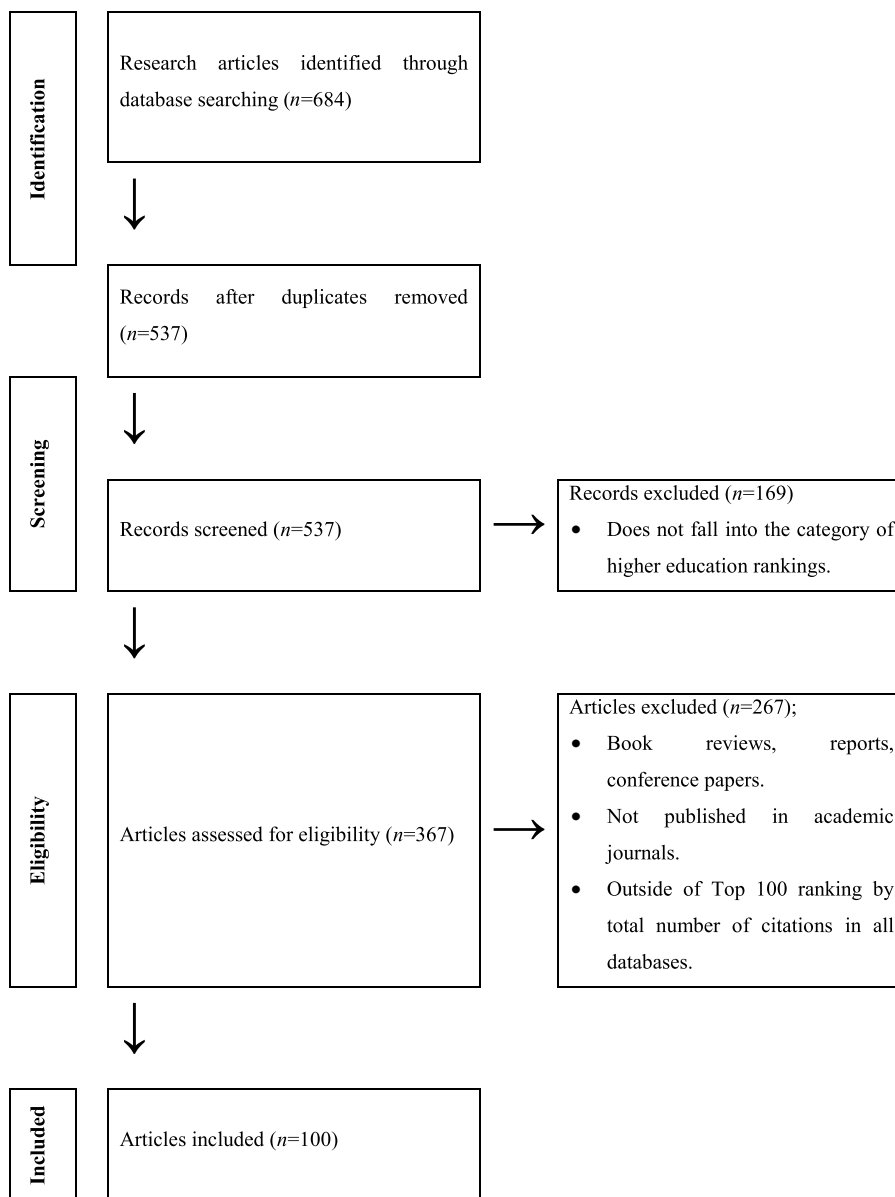 Identification
Research articles identified through
database searching (n=684)
Records after duplicates removed
(n=537)
Screening
Records screened (n=537)
Records excluded (n=169)
• Does not fall into the category of
higher education rankings.
Eligibility
Articles assessed for eligibility (n=367)
Articles excluded (n=267);
• Book reviews, reports,
conference papers.
• Not published in academic
journals.
• Outside of Top 100 ranking by
total number of citations in all
databases.
Included
Articles included (n=100)